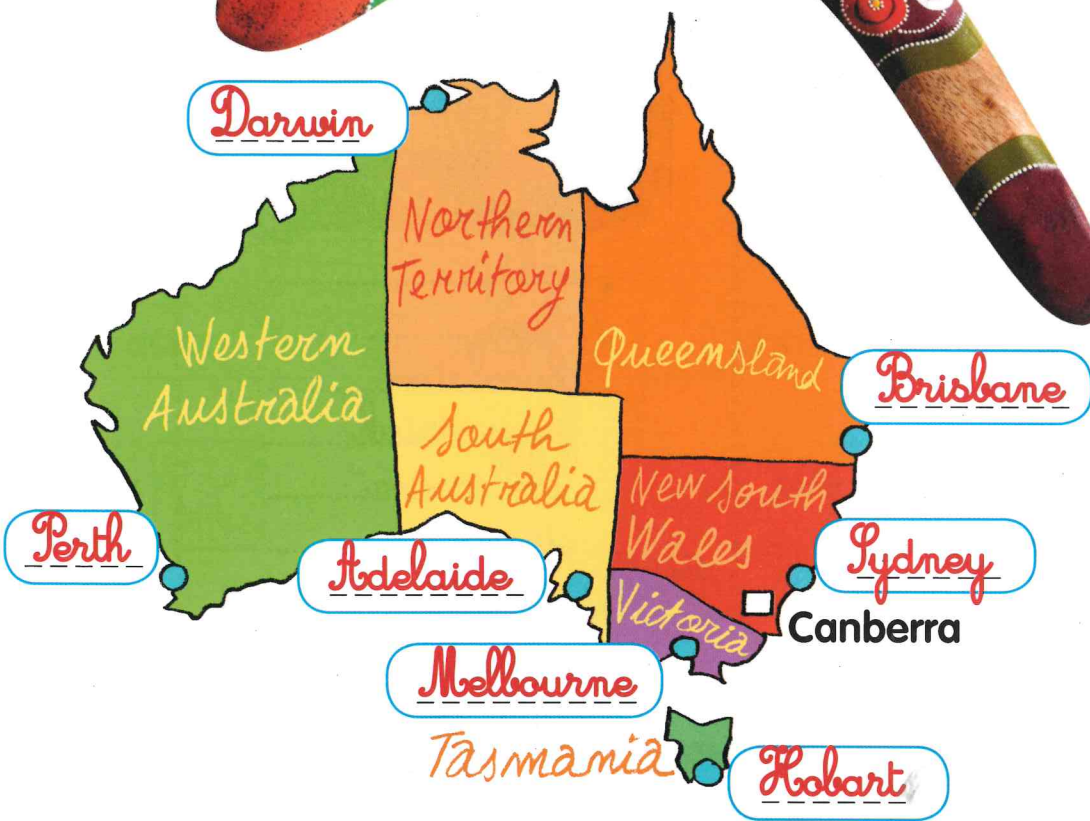 Darwin
Northern
Territory
Western
Australia
Queensland
Brisbane
South
Australia
New South
Wales
Perth
Adelaide
Sydney
Victoria
Canberra
Melbourne
Tasmania
Hobart